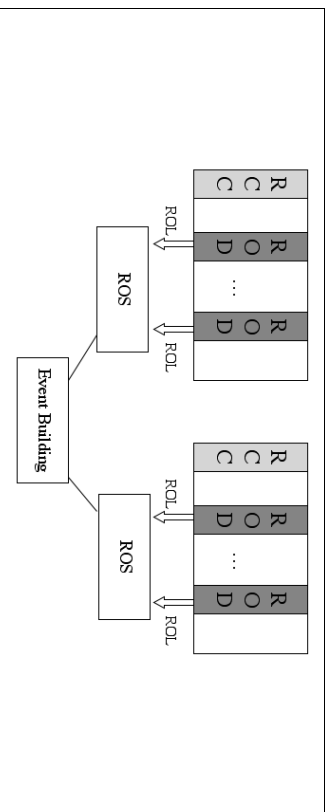 RCC
ROD
...
ROD
RCC
ROD
...
ROD
ROL
ROL
ROL
ROL
ROS
ROS
Event Building